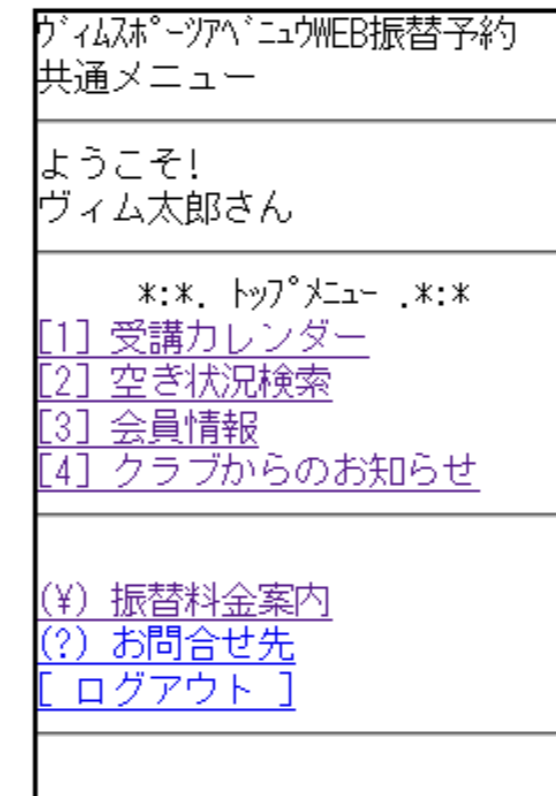 ヴィムスポーツアベニュウWEB振替予約
共通メニュー
ようこそ!
ヴィム太郎さん
*:*. トップメニュー .*:*
[1] 受講カレンダー
[2] 空き状況検索
[3] 会員情報
[4] クラブからのお知らせ
(¥) 振替料金案内
(?) お問合せ先
[ ログアウト ]